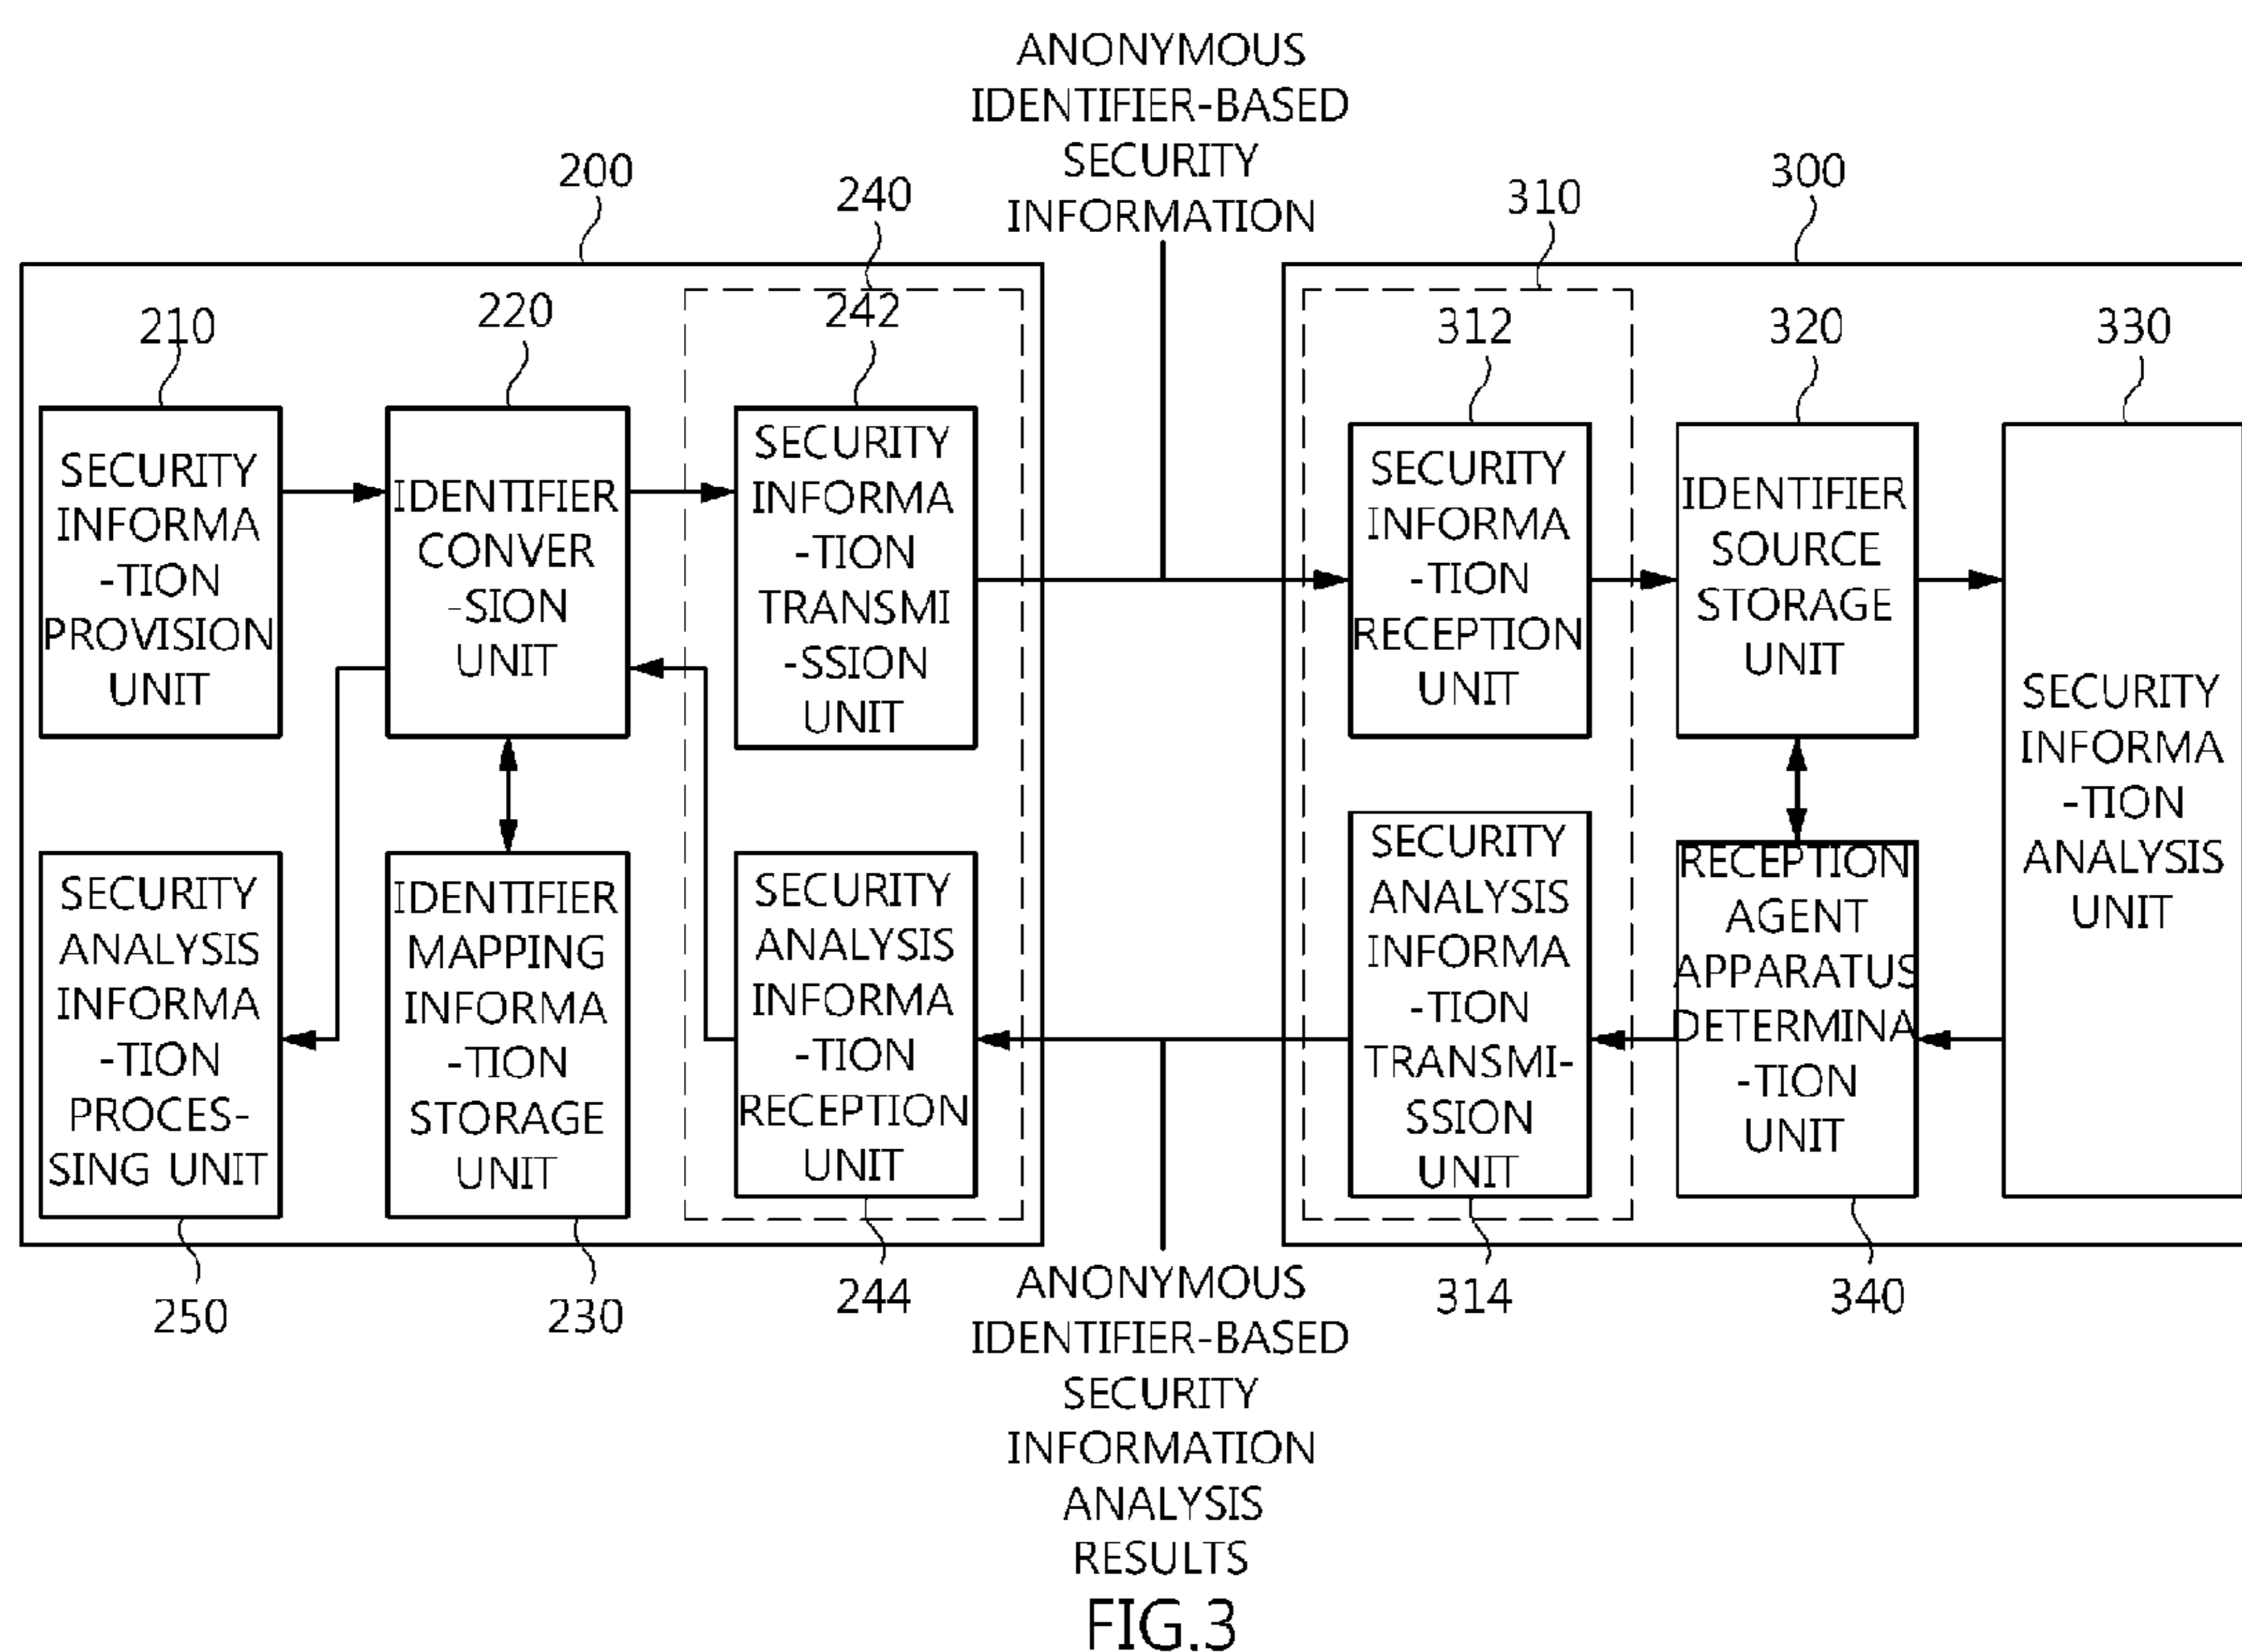 ANONYMOUS
IDENTIFIER-BASED
SECURITY
INFORMATION
200
240
310
300
210
220
242
312
320
330
SECURITY
INFORMA
-TION
PROVISION
UNIT
IDENTIFIER
CONVER
-SION
UNIT
SECURITY
INFORMA
-TION
TRANSMI
-SSION
UNIT
SECURITY
INFORMA
-TION
RECEPTION
UNIT
IDENTIFIER
SOURCE
STORAGE
UNIT
SECURITY
INFORMA
-TION
ANALYSIS
UNIT
SECURITY
ANALYSIS
INFORMA
-TION
PROCES-
SING UNIT
IDENTIFIER
MAPPING
INFORMA
-TION
STORAGE
UNIT
SECURITY
ANALYSIS
INFORMA
-TION
RECEPTION
UNIT
SECURITY
ANALYSIS
INFORMA
-TION
TRANSMI-
SSION
UNIT
RECEPTION
AGENT
APPARATUS
DETERMINA
-TION
UNIT
250
230
244
314
340
ANONYMOUS
IDENTIFIER-BASED
SECURITY
INFORMATION
ANALYSIS
RESULTS
FIG.3